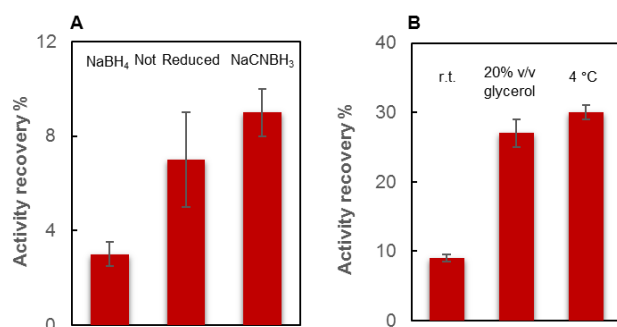 A
Activity recovery %
12
8
4
0
NaBH₄ Not Reduced NaCNBH₃
B
Activity recovery %
40
30
20
10
0
r.t.
20% v/v
glycerol
4 °C